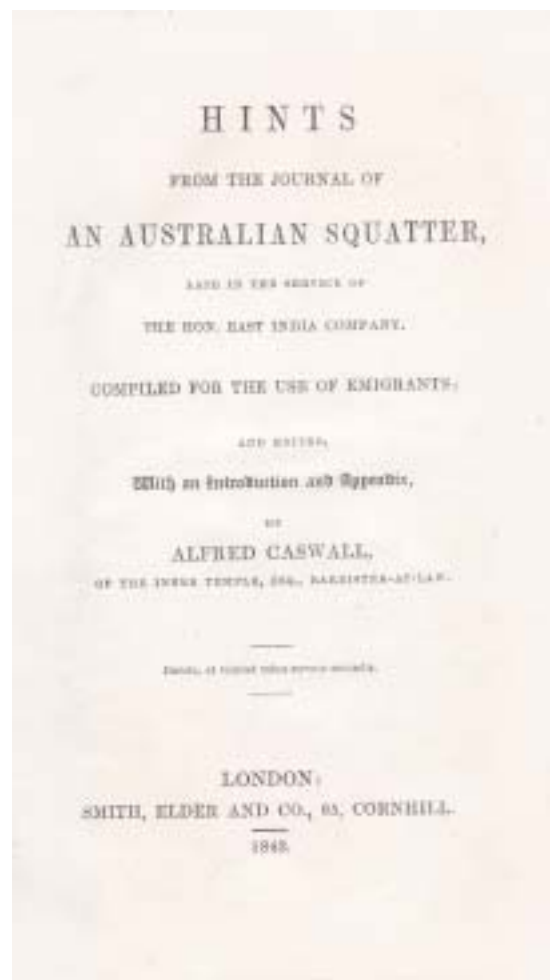 HINTS
FROM THE JOURNAL OF
AN AUSTRALIAN SQUATTER,
LATE IN THE SERVICE OF
THE HON. EAST INDIA COMPANY.
COMPILED FOR THE USE OF EMIGRANTS;
AND EDITED,
With an Introduction and Appendix,
BY
ALFRED CASWALL,
OF THE INNER TEMPLE, ESQ., BARRISTER-AT-LAW.
LONDON:
SMITH, ELDER AND CO., 65, CORNHILL.
1843.